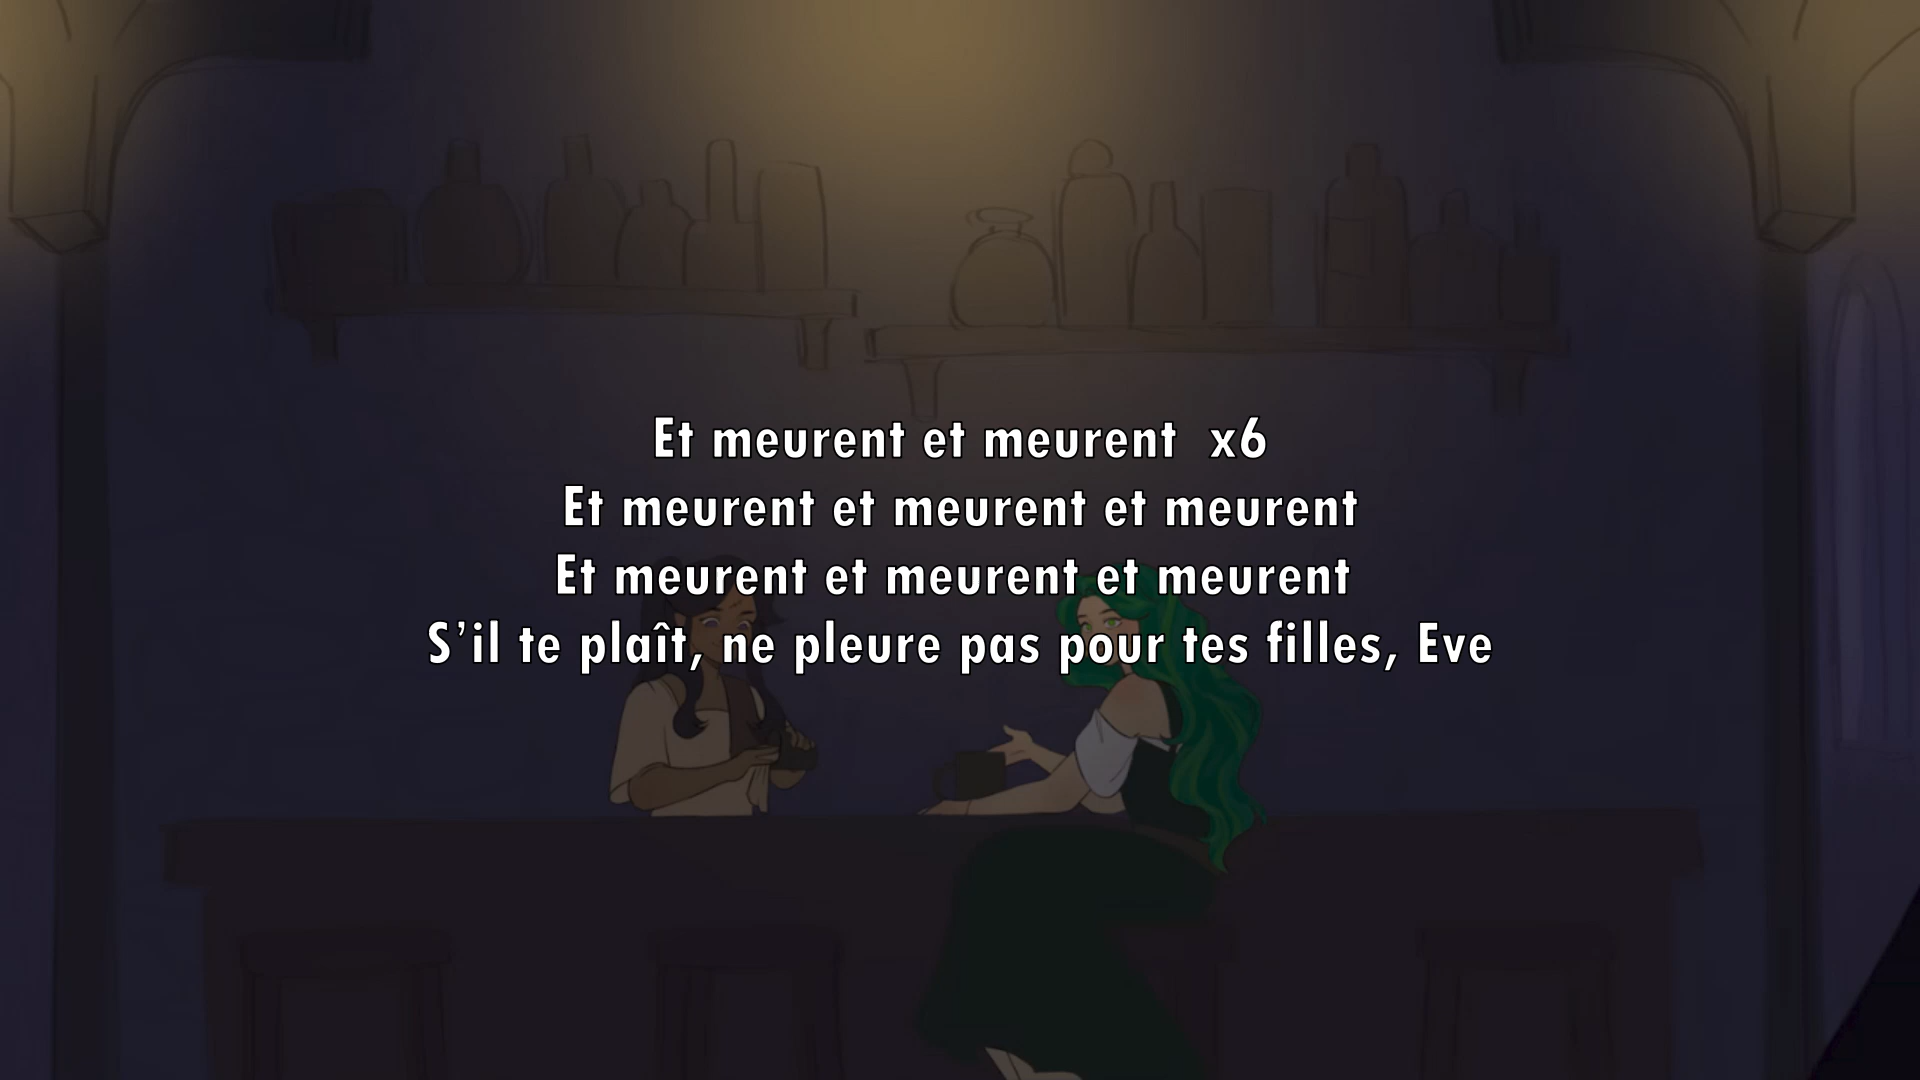 Et meurent et meurent  x6
Et meurent et meurent et meurent
Et meurent et meurent et meurent
S’il te plaît, ne pleure pas pour tes filles, Eve